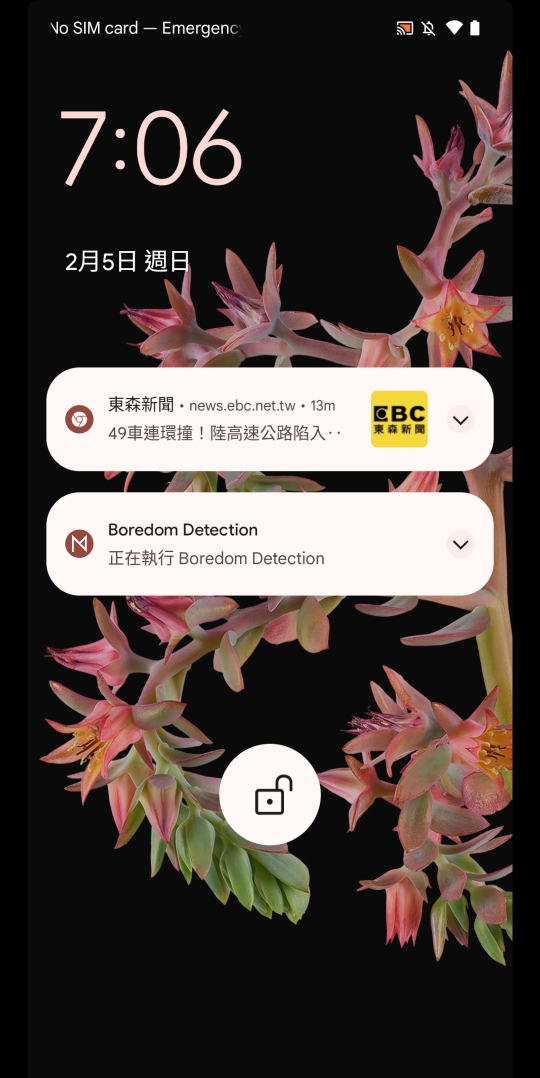 No SIM card — Emergenc
7:06
2月5日 週日
東森新聞 • news.ebc.net.tw • 13m
49車連環撞！陸高速公路陷入‥
EBC
東森新聞
Boredom Detection
正在執行 Boredom Detection